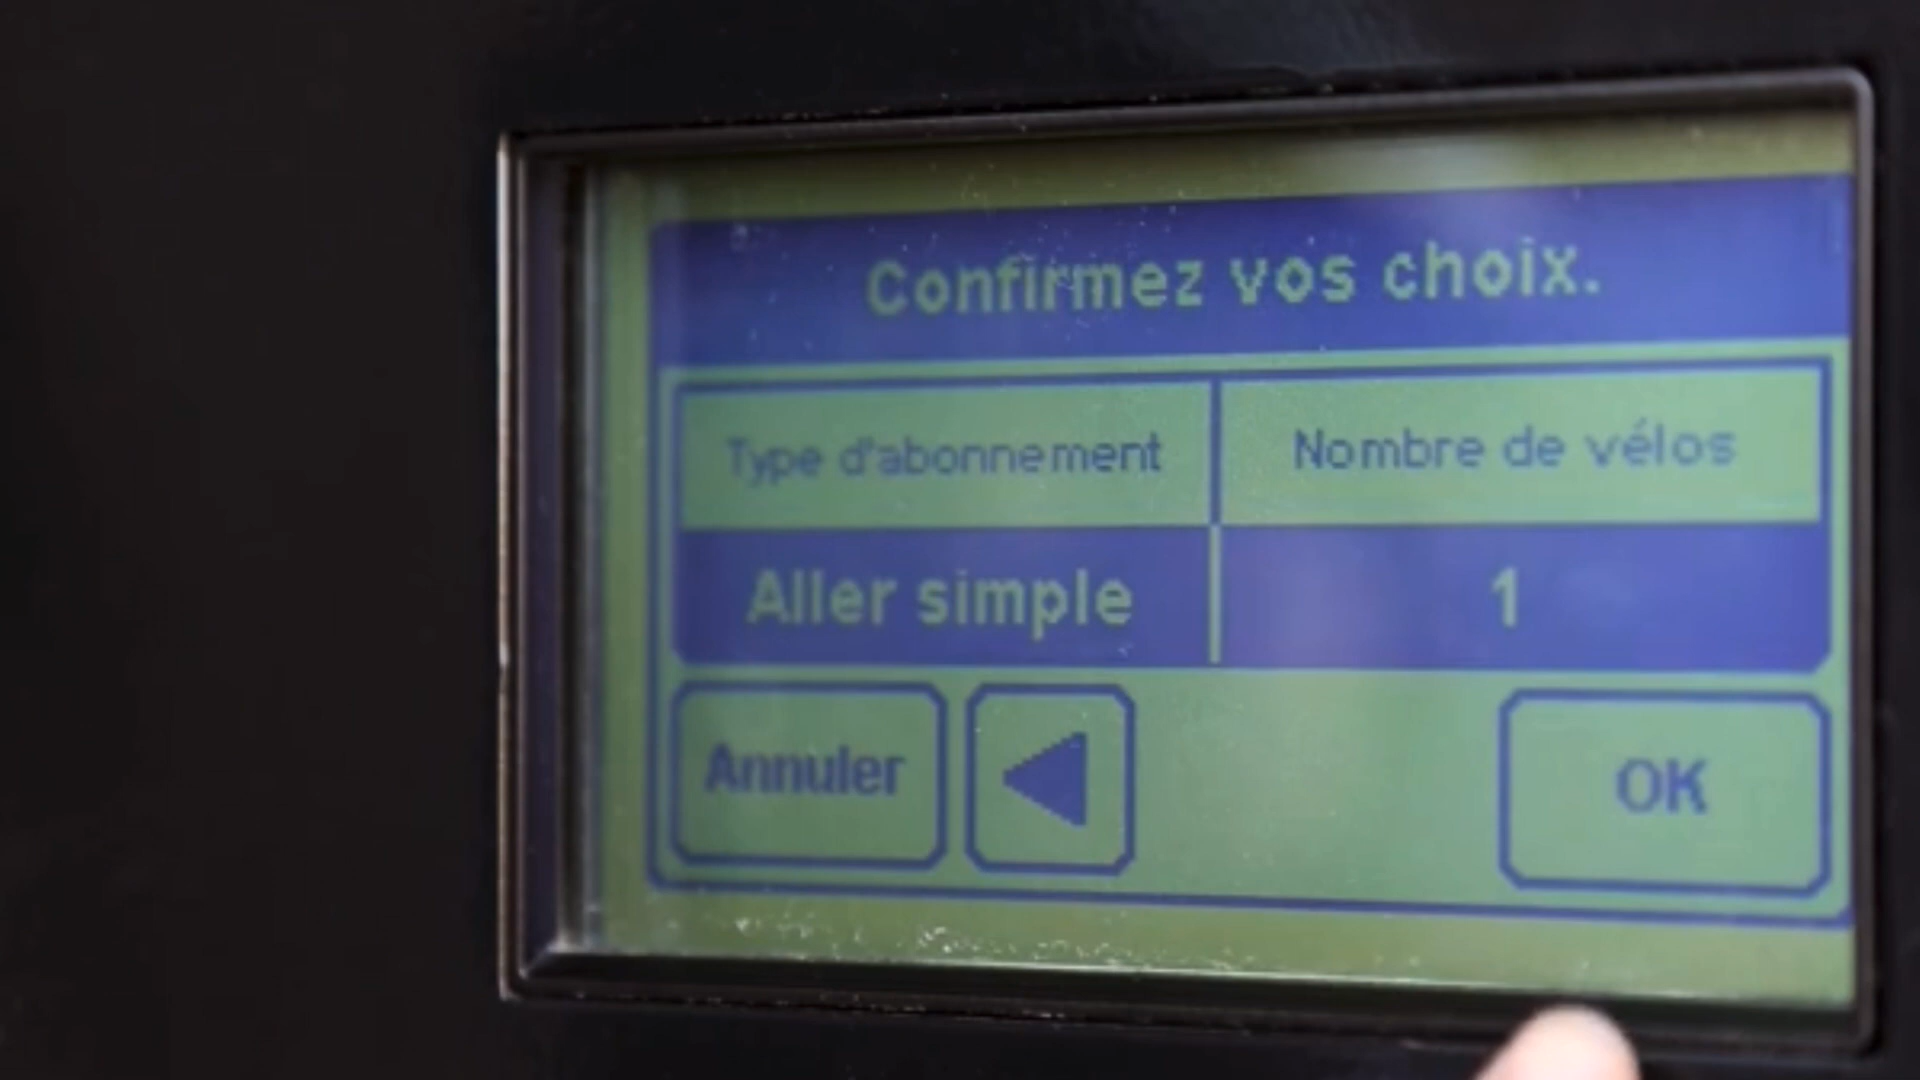 Confirmez vos choix.
Type d'abonnement
Nombre de vélos
Aller simple
1
Annuler
OK